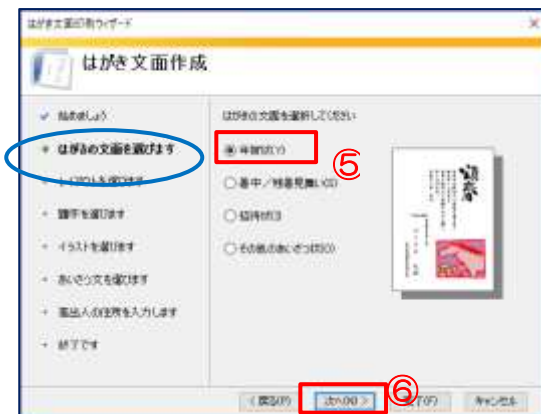 はがき文面印刷ウィザード
はがき文面作成
始めましょう
はがきの文面を選びます
レイアウトを選びます
題字を選びます
イラストを選びます
あいさつ文を選びます
差出人の住所を入力します
終了です
はがきの文面を選択してください
年賀状(Y)
⑤
暑中/残暑見舞い(S)
招待状(I)
その他のあいさつ状(O)
頌春
< 戻る(P)
次へ(N) >
⑥
完了(F)
キャンセル